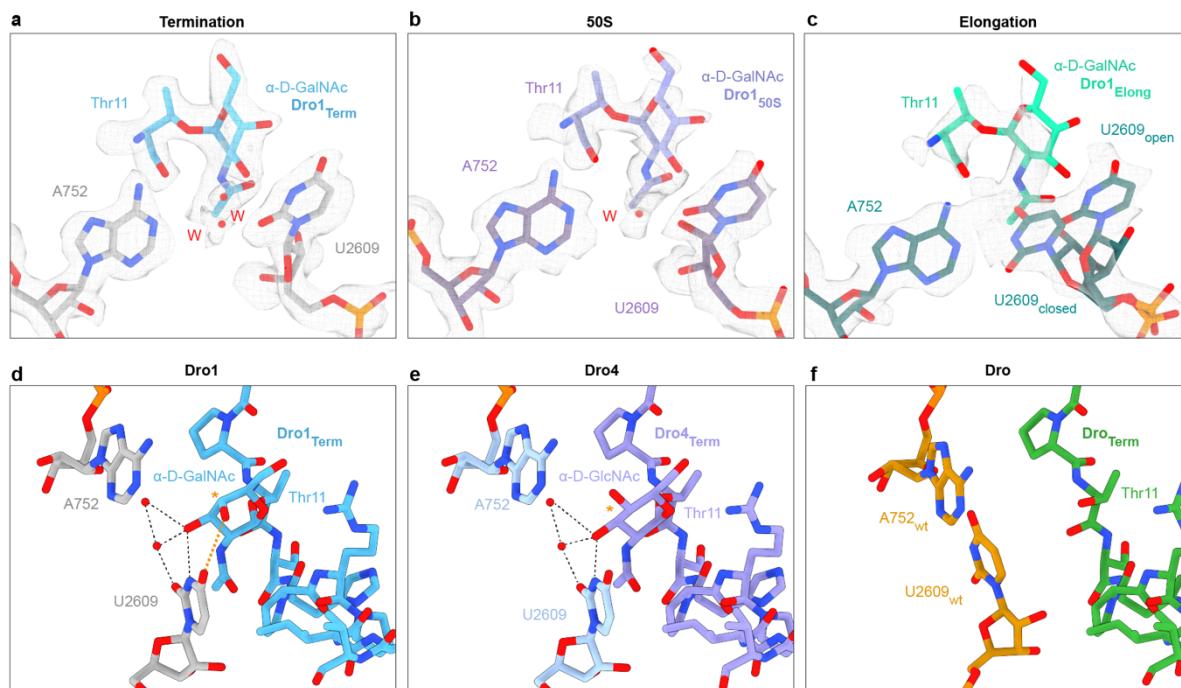 a
Termination
Thr11
α-D-GalNAc
Dro1Term
A752
W
W
U2609
b
50S
Thr11
α-D-GalNAc
Dro150S
A752
W
U2609
c
Elongation
α-D-GalNAc
Dro1Elong
Thr11
U2609open
A752
U2609closed
d
Dro1
Dro1Term
α-D-GalNAc
A752
*
Thr11
U2609
e
Dro4
Dro4Term
α-D-GlcNAc
A752
*
Thr11
U2609
f
Dro
DroTerm
Thr11
A752wt
U2609wt